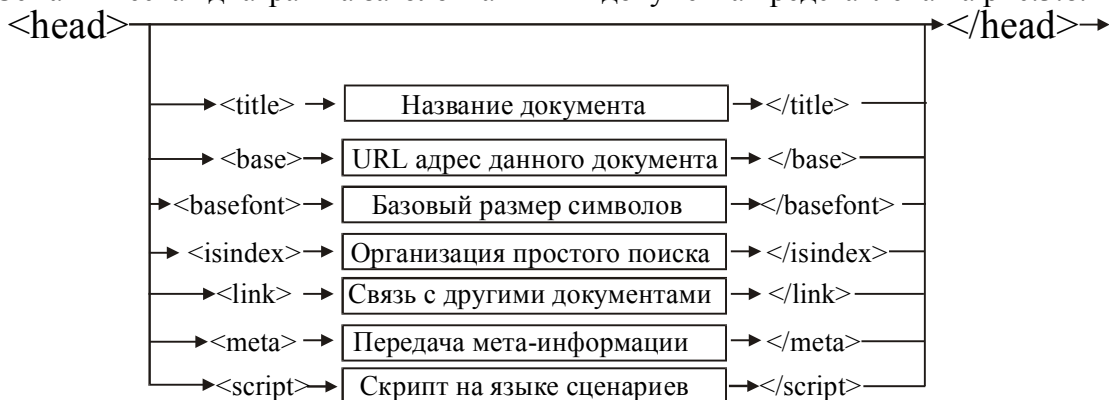 <head> </head>
<title> Название документа </title>
<base> URL адрес данного документа </base>
<basefont> Базовый размер символов </basefont>
<isindex> Организация простого поиска </isindex>
<link> Связь с другими документами </link>
<meta> Передача мета-информации </meta>
<script> Скрипт на языке сценариев </script>